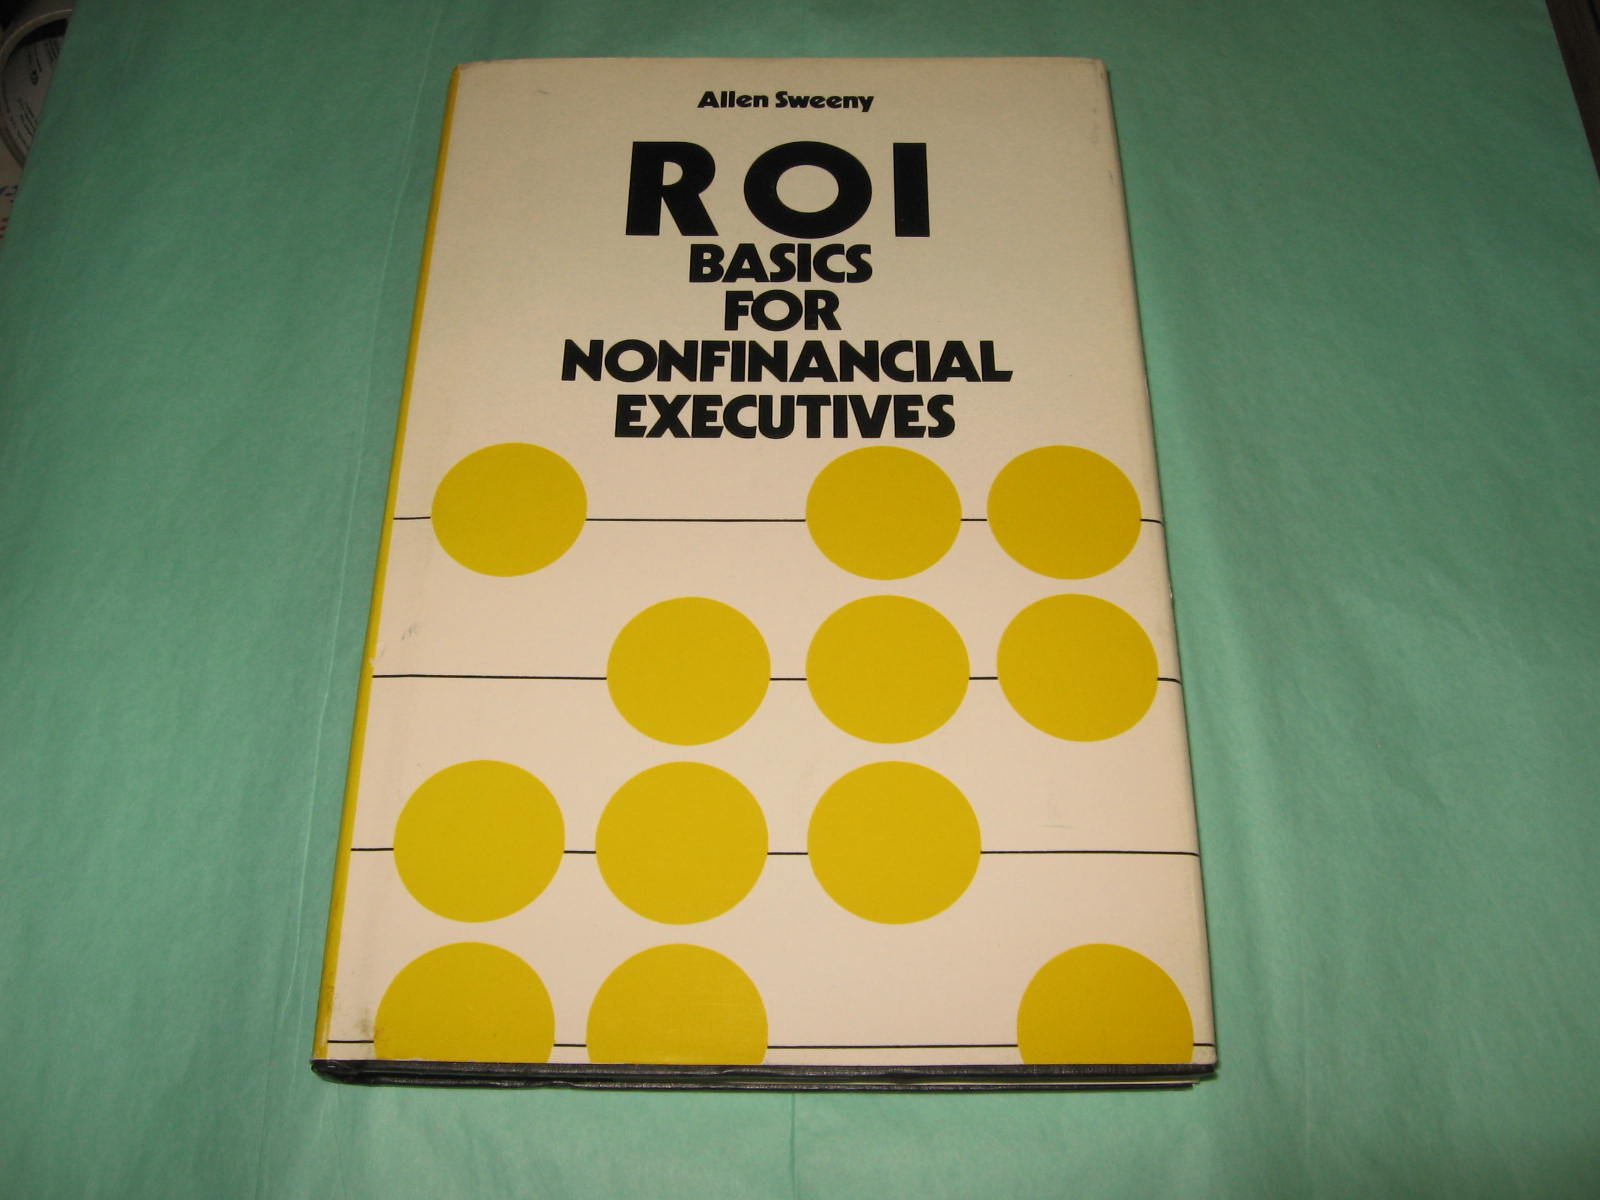 Allen Sweeny
ROI
BASICS
FOR
NONFINANCIAL
EXECUTIVES